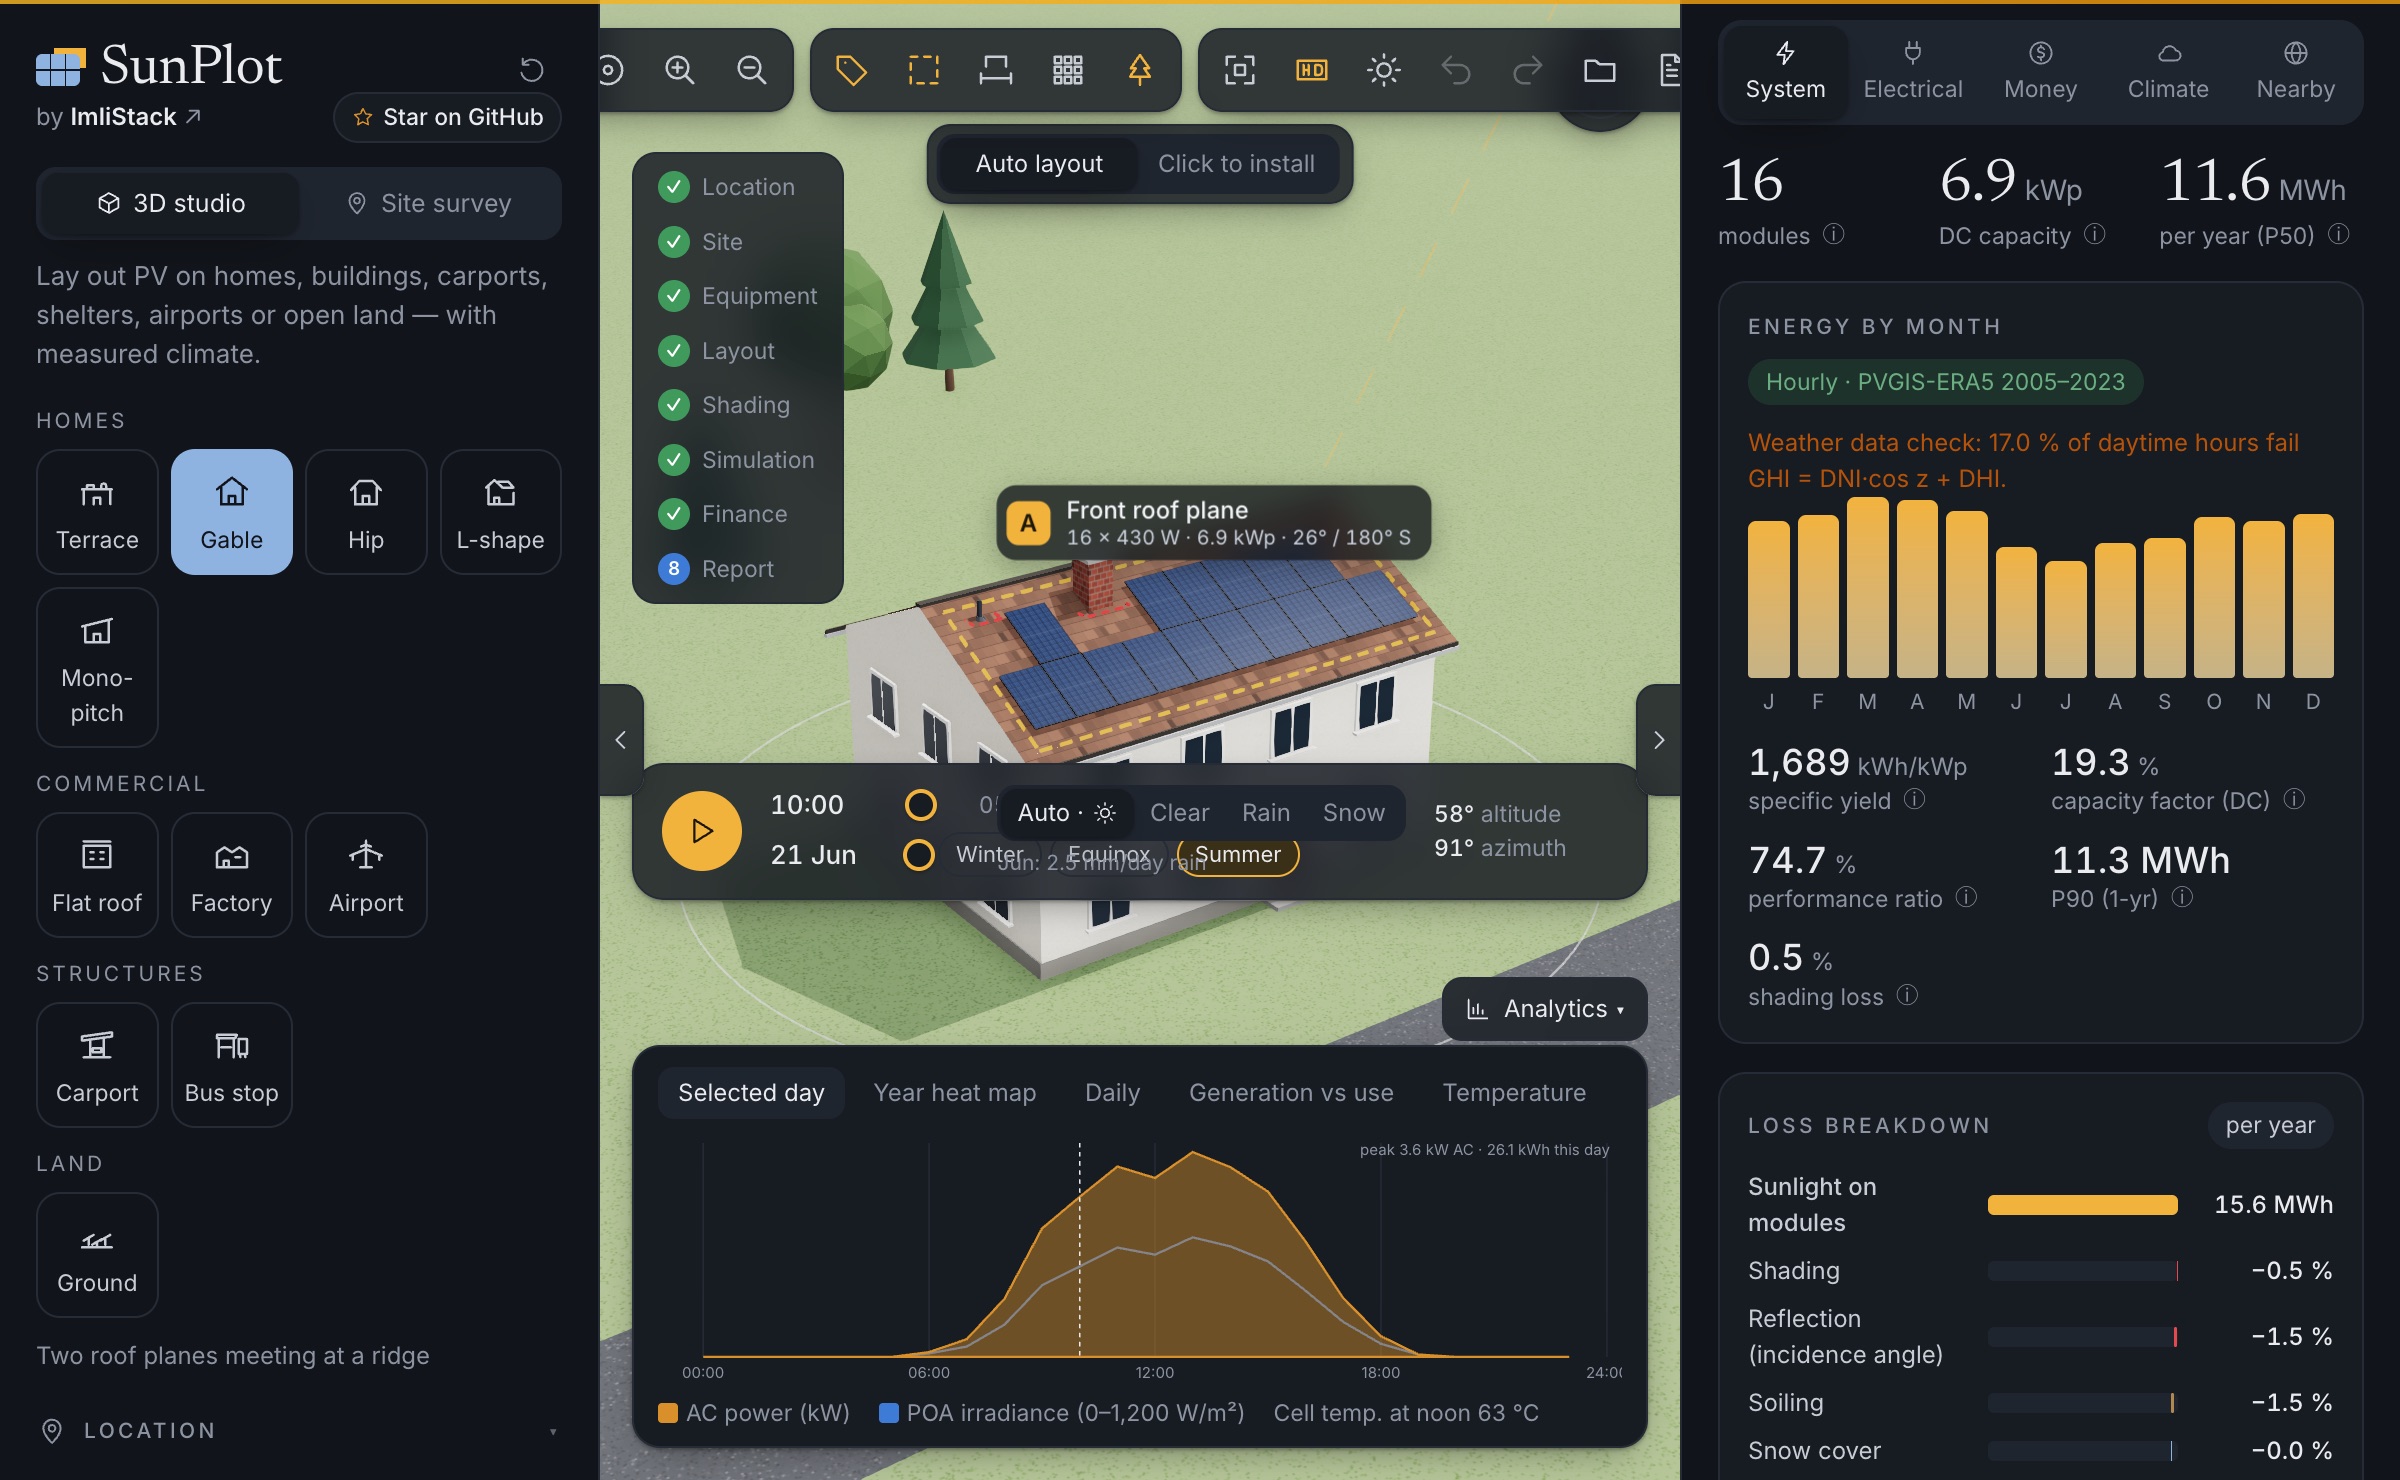 SunPlot
by ImliStack ↗
Star on GitHub
3D studio
Site survey
Lay out PV on homes, buildings, carports,
shelters, airports or open land — with
measured climate.
HOMES
Terrace
Gable
Hip
L-shape
Mono-
pitch
COMMERCIAL
Flat roof
Factory
Airport
STRUCTURES
Carport
Bus stop
LAND
Ground
Two roof planes meeting at a ridge
LOCATION
HD
Auto layout
Click to install
Location
Site
Equipment
Layout
Shading
Simulation
Finance
8 Report
A
Front roof plane
16 × 430 W · 6.9 kWp · 26° / 180° S
10:00
21 Jun
Auto ·
Clear
Rain
Snow
Winter
Equinox
Summer
Jun: 2.5 mm/day rain
58° altitude
91° azimuth
Analytics
Selected day
Year heat map
Daily
Generation vs use
Temperature
peak 3.6 kW AC · 26.1 kWh this day
00:00
06:00
12:00
18:00
AC power (kW)
POA irradiance (0–1,200 W/m²)
Cell temp. at noon 63 °C
System
Electrical
Money
Climate
Nearby
16
modules
6.9 kWp
DC capacity
11.6 MWh
per year (P50)
ENERGY BY MONTH
Hourly · PVGIS-ERA5 2005–2023
Weather data check: 17.0 % of daytime hours fail
GHI = DNI·cos z + DHI.
J F M A M J J A S O N D
1,689 kWh/kWp
specific yield
19.3 %
capacity factor (DC)
74.7 %
performance ratio
11.3 MWh
P90 (1-yr)
0.5 %
shading loss
LOSS BREAKDOWN
per year
Sunlight on
modules
15.6 MWh
Shading
−0.5 %
Reflection
(incidence angle)
−1.5 %
Soiling
−1.5 %
Snow cover
−0.0 %